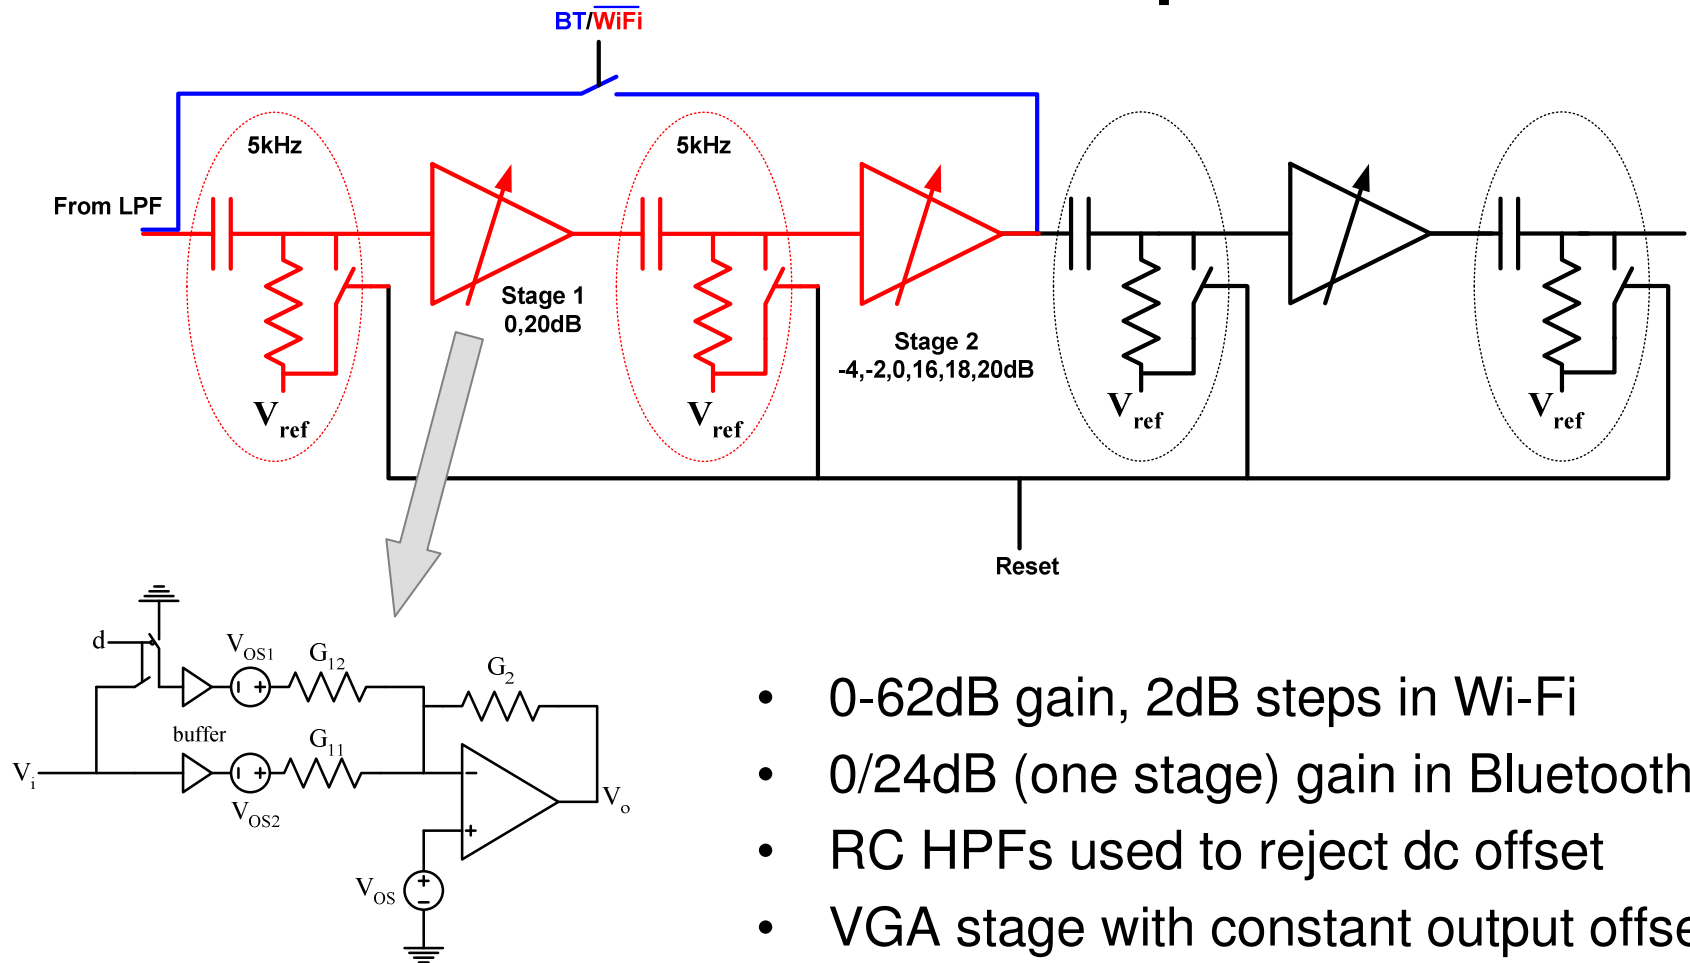 BT/WiFi
5kHz
5kHz
From LPF
Stage 1
0,20dB
Stage 2
-4,-2,0,16,18,20dB
Vref
Vref
Vref
Vref
Reset
d
VOS1
G12
G2
buffer
G11
Vi
VOS2
Vo
VOS
• 0-62dB gain, 2dB steps in Wi-Fi
• 0/24dB (one stage) gain in Bluetooth
• RC HPFs used to reject dc offset
• VGA stage with constant output offse